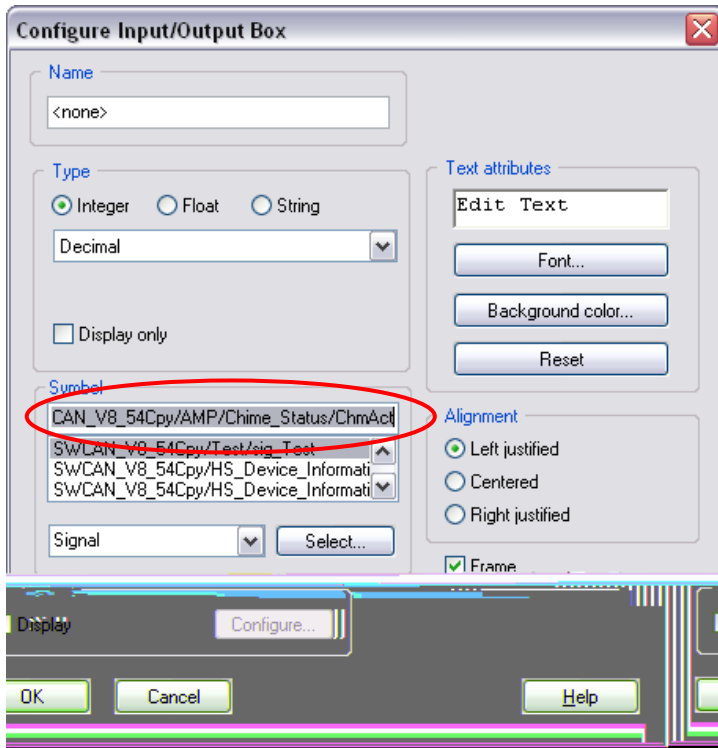 Configure Input/Output Box
Name
<none>
Type
Integer
Float
String
Decimal
Display only
Text attributes
Edit Text
Font...
Background color...
Reset
Symbol
CAN_V8_54Cpy/AMP/Chime_Status/ChmAct
SWCAN_V8_54Cpy/Test/sig_Test
SWCAN_V8_54Cpy/HS_Device_Informati
SWCAN_V8_54Cpy/HS_Device_Informati
Signal
Select...
Alignment
Left justified
Centered
Right justified
Frame
Display
Configure...
OK
Cancel
Help